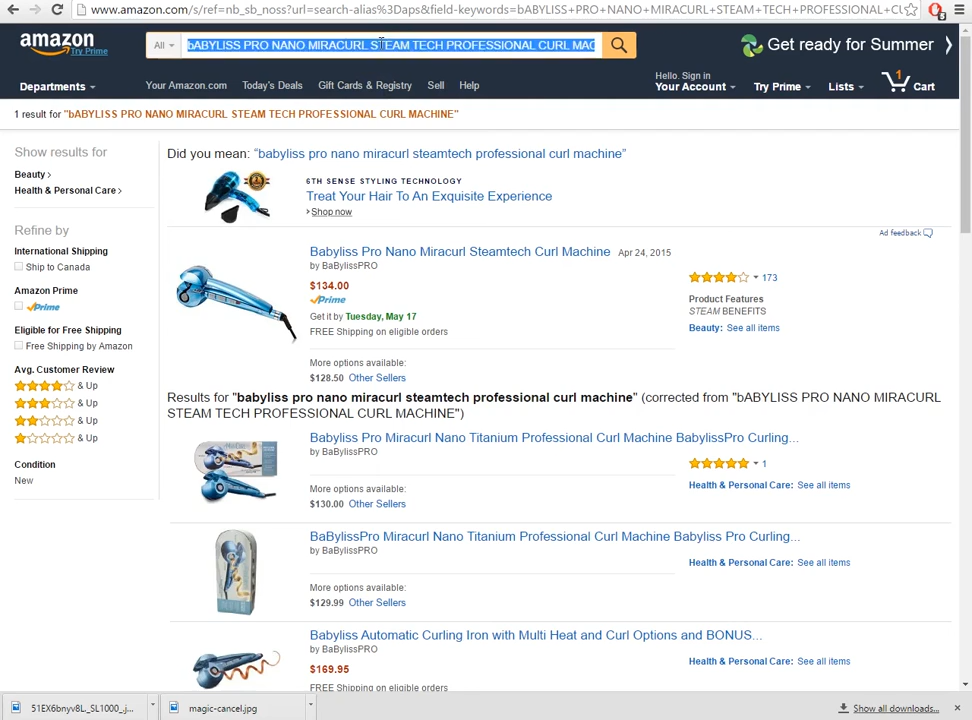 www.amazon.com/s/ref=nb_sb_noss?url=search-alias%3Daps&field-keywords=bABYLISS+PRO+NANO+MIRACURL+STEAM+TECH+PROFESSIONAL+CU
amazon
Try Prime
All
bABYLISS PRO NANO MIRACURL STEAM TECH PROFESSIONAL CURL MAC
Get ready for Summer
Departments
Your Amazon.com
Today's Deals
Gift Cards & Registry
Sell
Help
Hello. Sign in
Your Account
Try Prime
Lists
1
Cart
1 result for "bABYLISS PRO NANO MIRACURL STEAM TECH PROFESSIONAL CURL MACHINE"
Show results for
Beauty
Health & Personal Care
Refine by
International Shipping
Ship to Canada
Amazon Prime
Prime
Eligible for Free Shipping
Free Shipping by Amazon
Avg. Customer Review
& Up
& Up
& Up
& Up
Condition
New
Did you mean: "babyliss pro nano miracurl steamtech professional curl machine"
6TH SENSE STYLING TECHNOLOGY
Treat Your Hair To An Exquisite Experience
Shop now
Ad feedback
Babyliss Pro Nano Miracurl Steamtech Curl Machine Apr 24, 2015
by BaBylissPRO
$134.00
Prime
Get it by Tuesday, May 17
FREE Shipping on eligible orders
More options available:
$128.50 Other Sellers
173
Product Features
STEAM BENEFITS
Beauty: See all items
Results for "babyliss pro nano miracurl steamtech professional curl machine" (corrected from "bABYLISS PRO NANO MIRACURL
STEAM TECH PROFESSIONAL CURL MACHINE")
Babyliss Pro Miracurl Nano Titanium Professional Curl Machine BabylissPro Curling...
by BaBylissPRO
More options available:
$130.00 Other Sellers
1
Health & Personal Care: See all items
BaBylissPro Miracurl Nano Titanium Professional Curl Machine Babyliss Pro Curling...
by BaBylissPRO
More options available:
$129.99 Other Sellers
Health & Personal Care: See all items
Babyliss Automatic Curling Iron with Multi Heat and Curl Options and BONUS...
by BaBylissPRO
$169.95
FREE Shipping on eligible orders
Health & Personal Care: See all items
51EX6bnyv8L._SL1000_.j...
magic-cancel.jpg
Show all downloads...